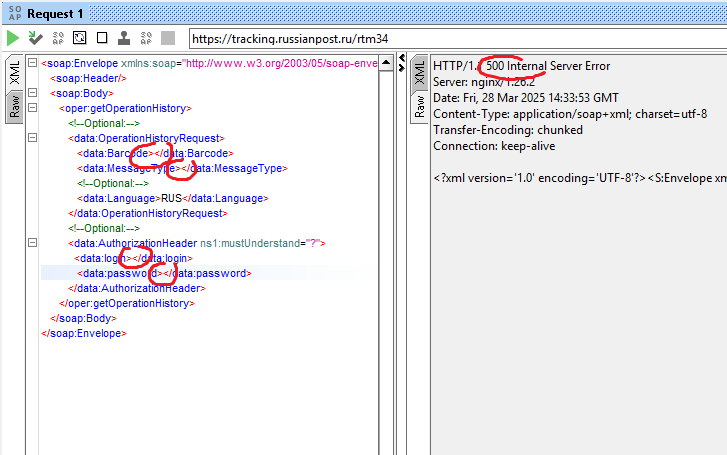 SO
AP
Request 1
SO
AP
https://tracking.russianpost.ru/rtm34
XML
Raw
<soap:Envelope xmlns:soap="http://www.w3.org/2003/05/soap-enve
<soap:Header/>
<soap:Body>
<oper:getOperationHistory>
<!--Optional:-->
<data:OperationHistoryRequest>
<data:Barcode></data:Barcode>
<data:MessageType></data:MessageType>
<!--Optional:-->
<data:Language>RUS</data:Language>
</data:OperationHistoryRequest>
<!--Optional:-->
<data:AuthorizationHeader ns1:mustUnderstand="?">
<data:login></data:login>
<data:password></data:password>
</data:AuthorizationHeader>
</oper:getOperationHistory>
</soap:Body>
</soap:Envelope>
XML
Raw
HTTP/1. 500 Internal Server Error
Server: nginx/1.26.2
Date: Fri, 28 Mar 2025 14:33:53 GMT
Content-Type: application/soap+xml; charset=utf-8
Transfer-Encoding: chunked
Connection: keep-alive
<?xml version='1.0' encoding='UTF-8'?><S:Envelope xm